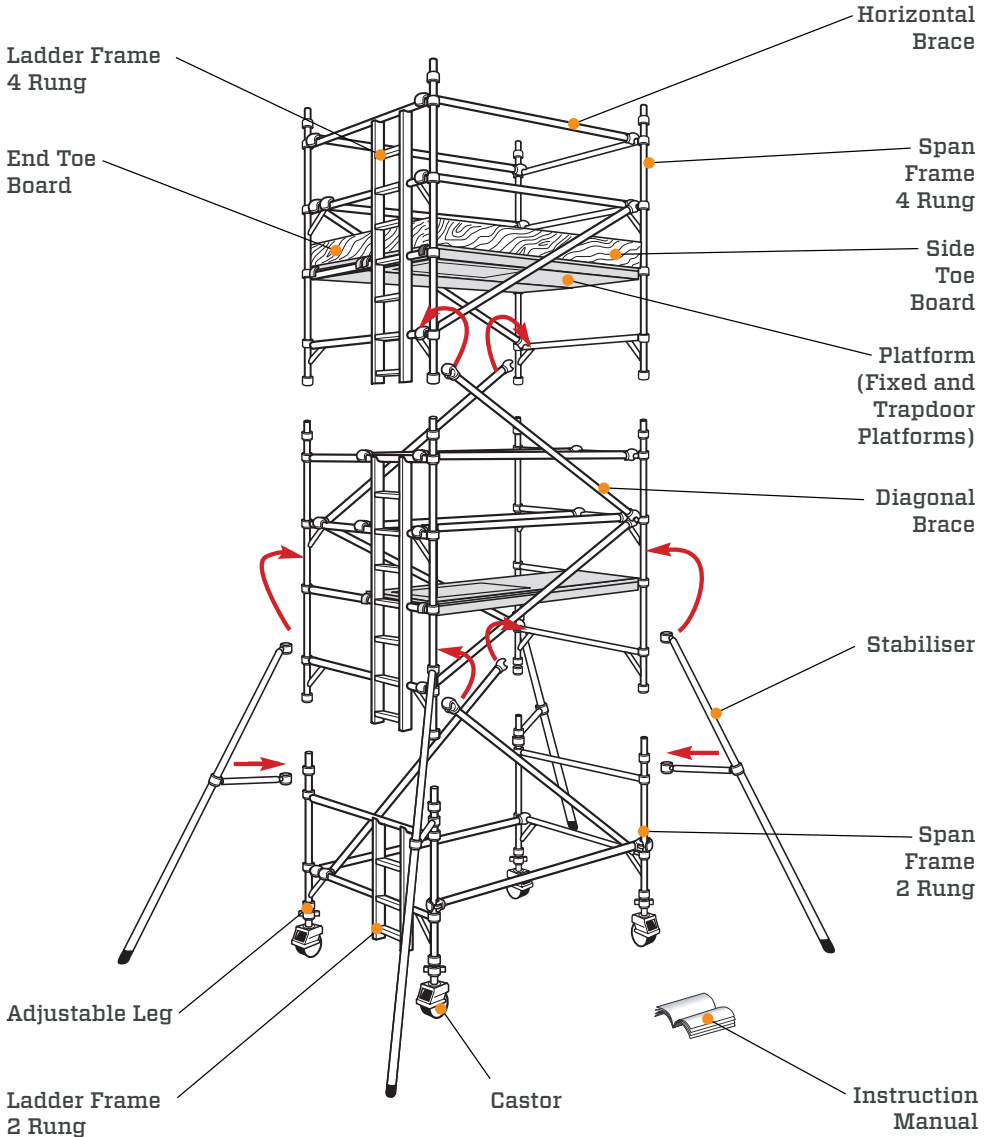 Horizontal
Brace
Ladder Frame
4 Rung
End Toe
Board
Span
Frame
4 Rung
Side
Toe
Board
Platform
(Fixed and
Trapdoor
Platforms)
Diagonal
Brace
Stabiliser
Span
Frame
2 Rung
Adjustable Leg
Ladder Frame
2 Rung
Castor
Instruction
Manual